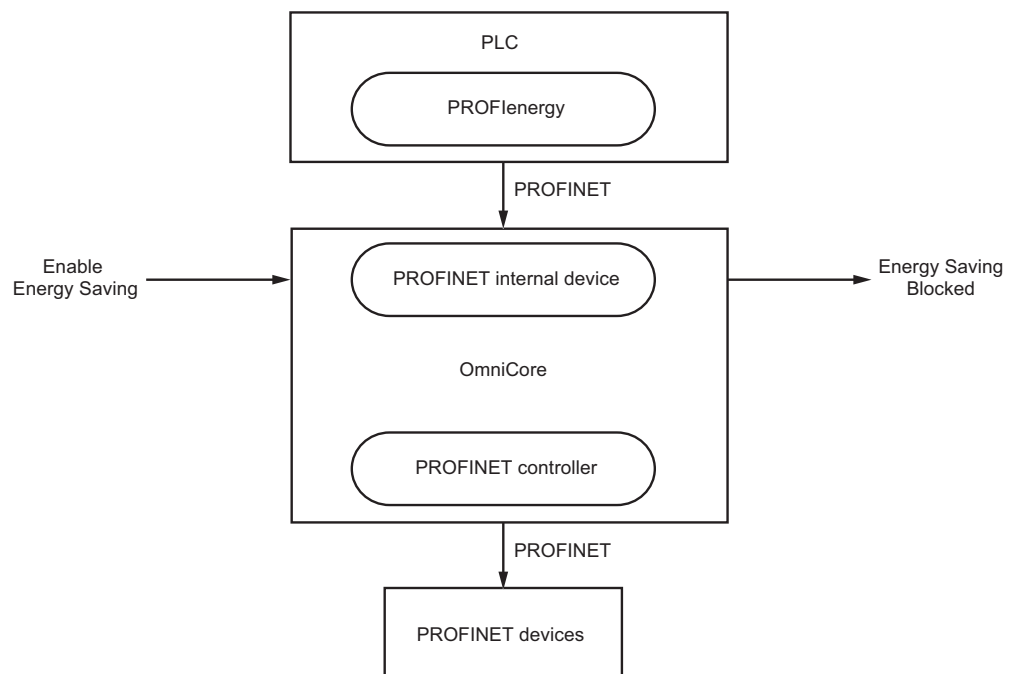 PLC
PROFIenergy
PROFINET
Enable
Energy Saving
PROFINET internal device
Energy Saving
Blocked
OmniCore
PROFINET controller
PROFINET
PROFINET devices